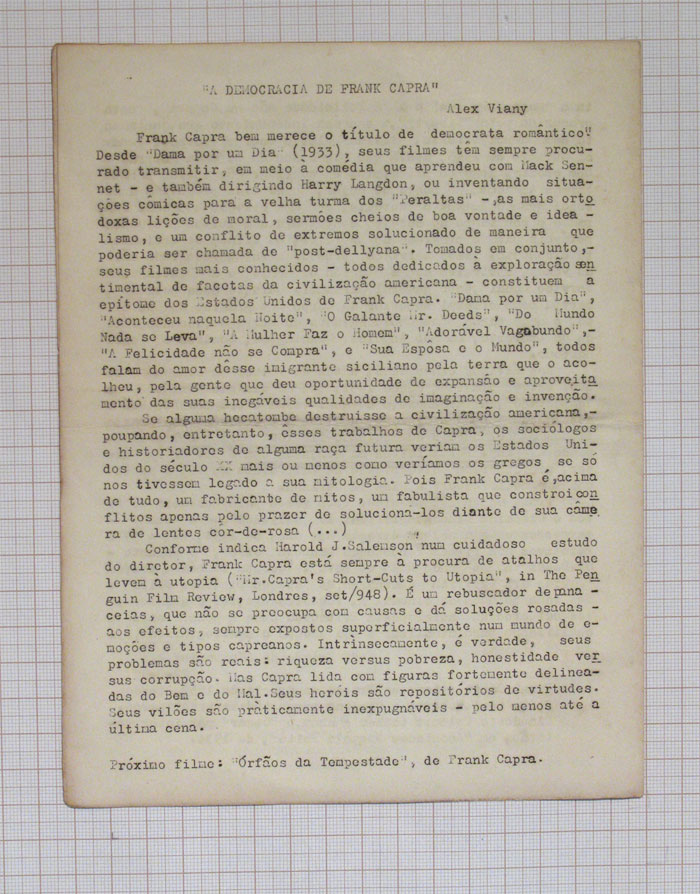 "A DEMOCRACIA DE FRANK CAPRA"
Alex Viany
Frank Capra bem merece o título de democrata romântico"
Desde "Dama por um Dia" (1933), seus filmes têm sempre procu-
rado transmitir, em meio à comédia que aprendeu com Mack Sen-
net - e também dirigindo Harry Langdon, ou inventando situa-
ções cômicas para a velha turma dos "Peraltas" -, as mais orto
doxas lições de moral, sermões cheios de boa vontade e idea -
lismo, e um conflito de extremos solucionado de maneira que
poderia ser chamada de "post-dellyana". Tomados em conjunto,-
seus filmes mais conhecidos - todos dedicados à exploração sen
timental de facetas da civilização americana - constituem a
epítome dos Estados Unidos de Frank Capra. "Dama por um Dia",
"Aconteceu naquela Noite", "O Galante Mr. Deeds", "Do Mundo
Nada se Leva", "A Mulher Faz o Homem", "Adorável Vagabundo",-
"A Felicidade não se Compra", e "Sua Espôsa e o Mundo", todos
falam do amor dêsse imigrante siciliano pela terra que o aco-
lheu, pela gente que deu oportunidade de expansão e aproveita
mento das suas inegáveis qualidades de imaginação e invenção.
Se alguma hecatombe destruisse a civilização americana,-
poupando, entretanto, êsses trabalhos de Capra, os sociólogos
e historiadores de alguma raça futura veriam os Estados Uni-
dos do século XX mais ou menos como veríamos os gregos se só
nos tivessem legado a sua mitologia. Pois Frank Capra é, acima
de tudo, um fabricante de mitos, um fabulista que constroi con
flitos apenas pelo prazer de solucioná-los diante de sua câme
ra de lentes côr-de-rosa (...)
Conforme indica Harold J.Salemson num cuidadoso estudo
do diretor, Frank Capra está sempre à procura de atalhos que
levem à utopia ("Mr.Capra's Short-Cuts to Utopia", in The Pen
guin Film Review, Londres, set/948). É um rebuscador de pana -
ceias, que não se preocupa com causas e dá soluções rosadas -
aos efeitos, sempre expostos superficialmente num mundo de e-
moções e tipos capreanos. Intrinsecamente, é verdade, seus
problemas são reais: riqueza versus pobreza, honestidade ver
sus corrupção. Mas Capra lida com figuras fortemente delinea-
das do Bem e do Mal.Seus heróis são repositórios de virtudes.
Seus vilões são pràticamente inexpugnáveis - pelo menos até a
última cena.
Próximo filme: "Órfãos da Tempestade", de Frank Capra.